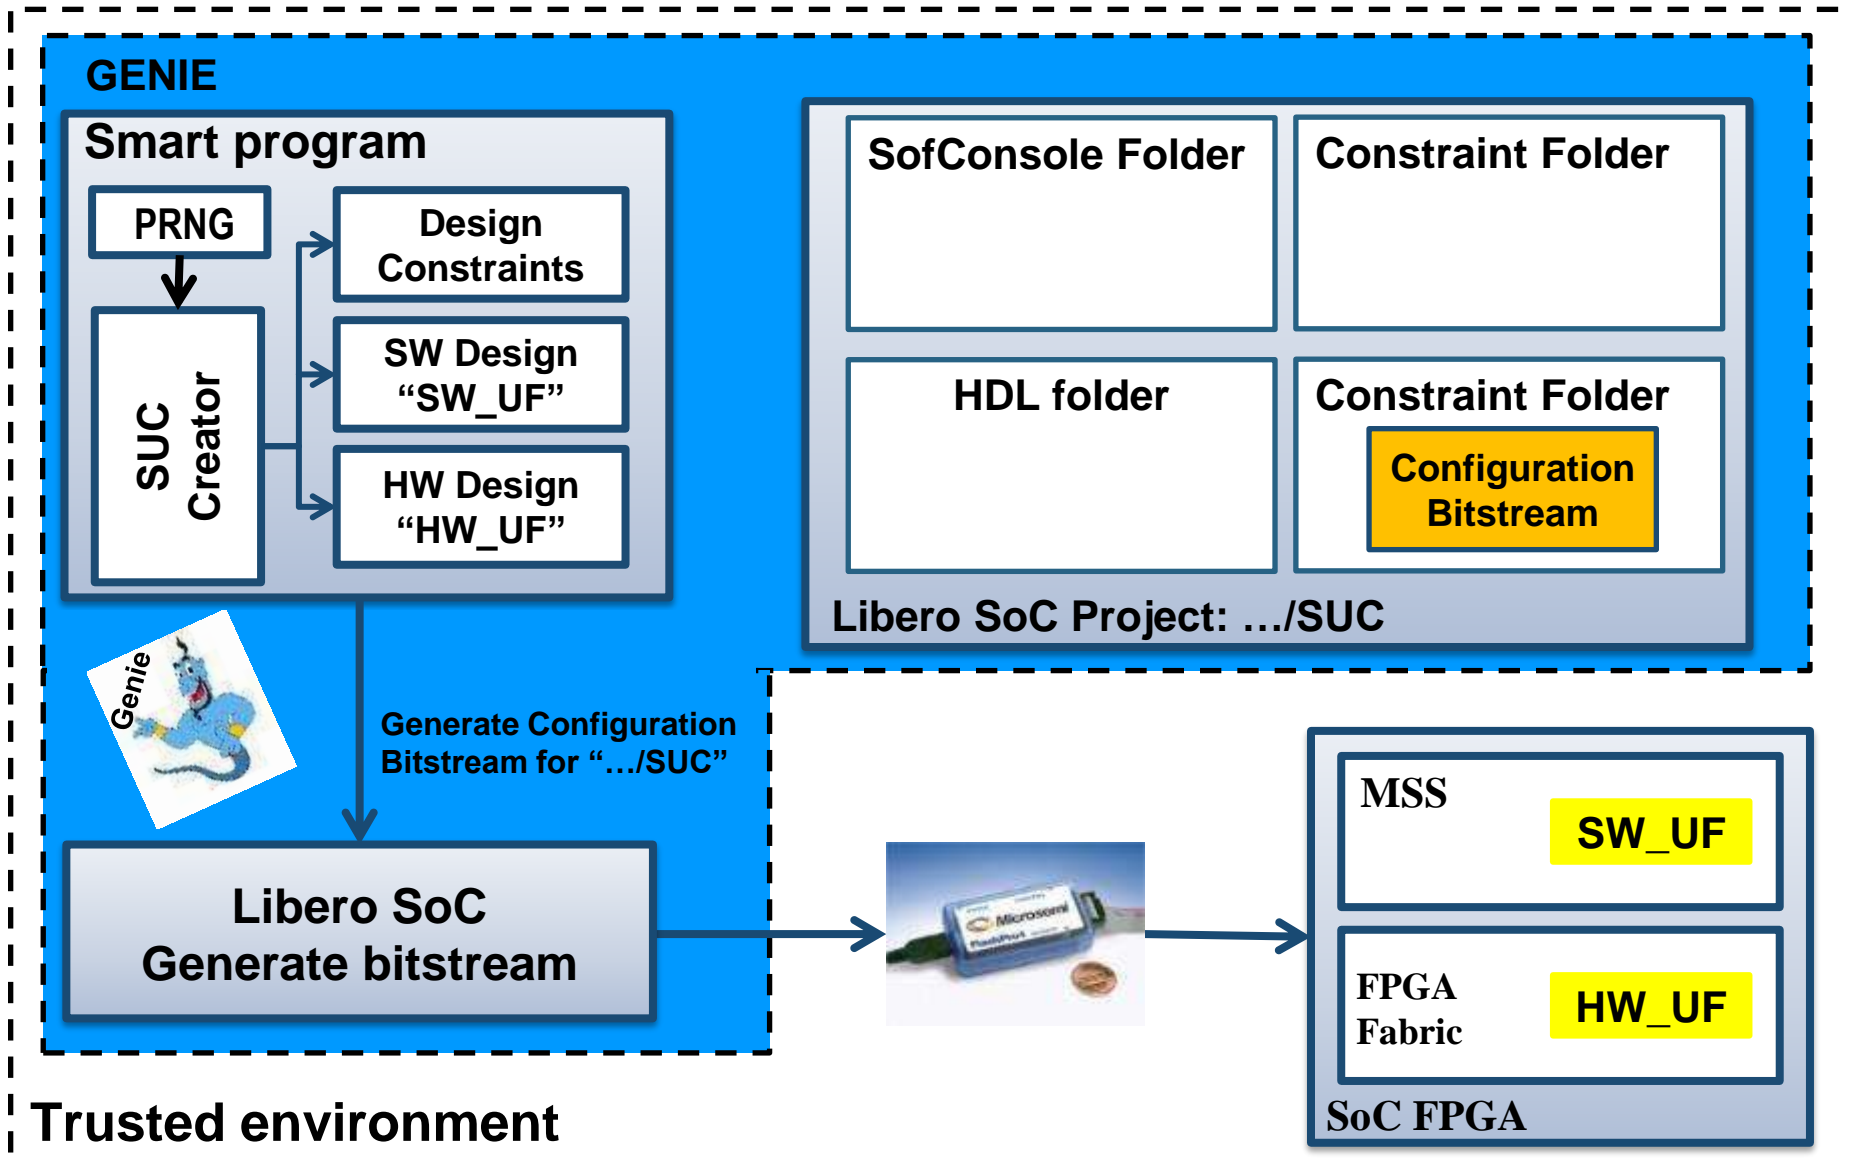 GENIE
Smart program
PRNG
SUC
Creator
Design
Constraints
SW Design
“SW_UF”
HW Design
“HW_UF”
SofConsole Folder
Constraint Folder
HDL folder
Constraint Folder
Configuration
Bitstream
Libero SoC Project: …/SUC
Genie
Generate Configuration
Bitstream for “…/SUC”
Libero SoC
Generate bitstream
Microsemi
FlashPro4
MSS
SW_UF
FPGA
Fabric
HW_UF
SoC FPGA
Trusted environment